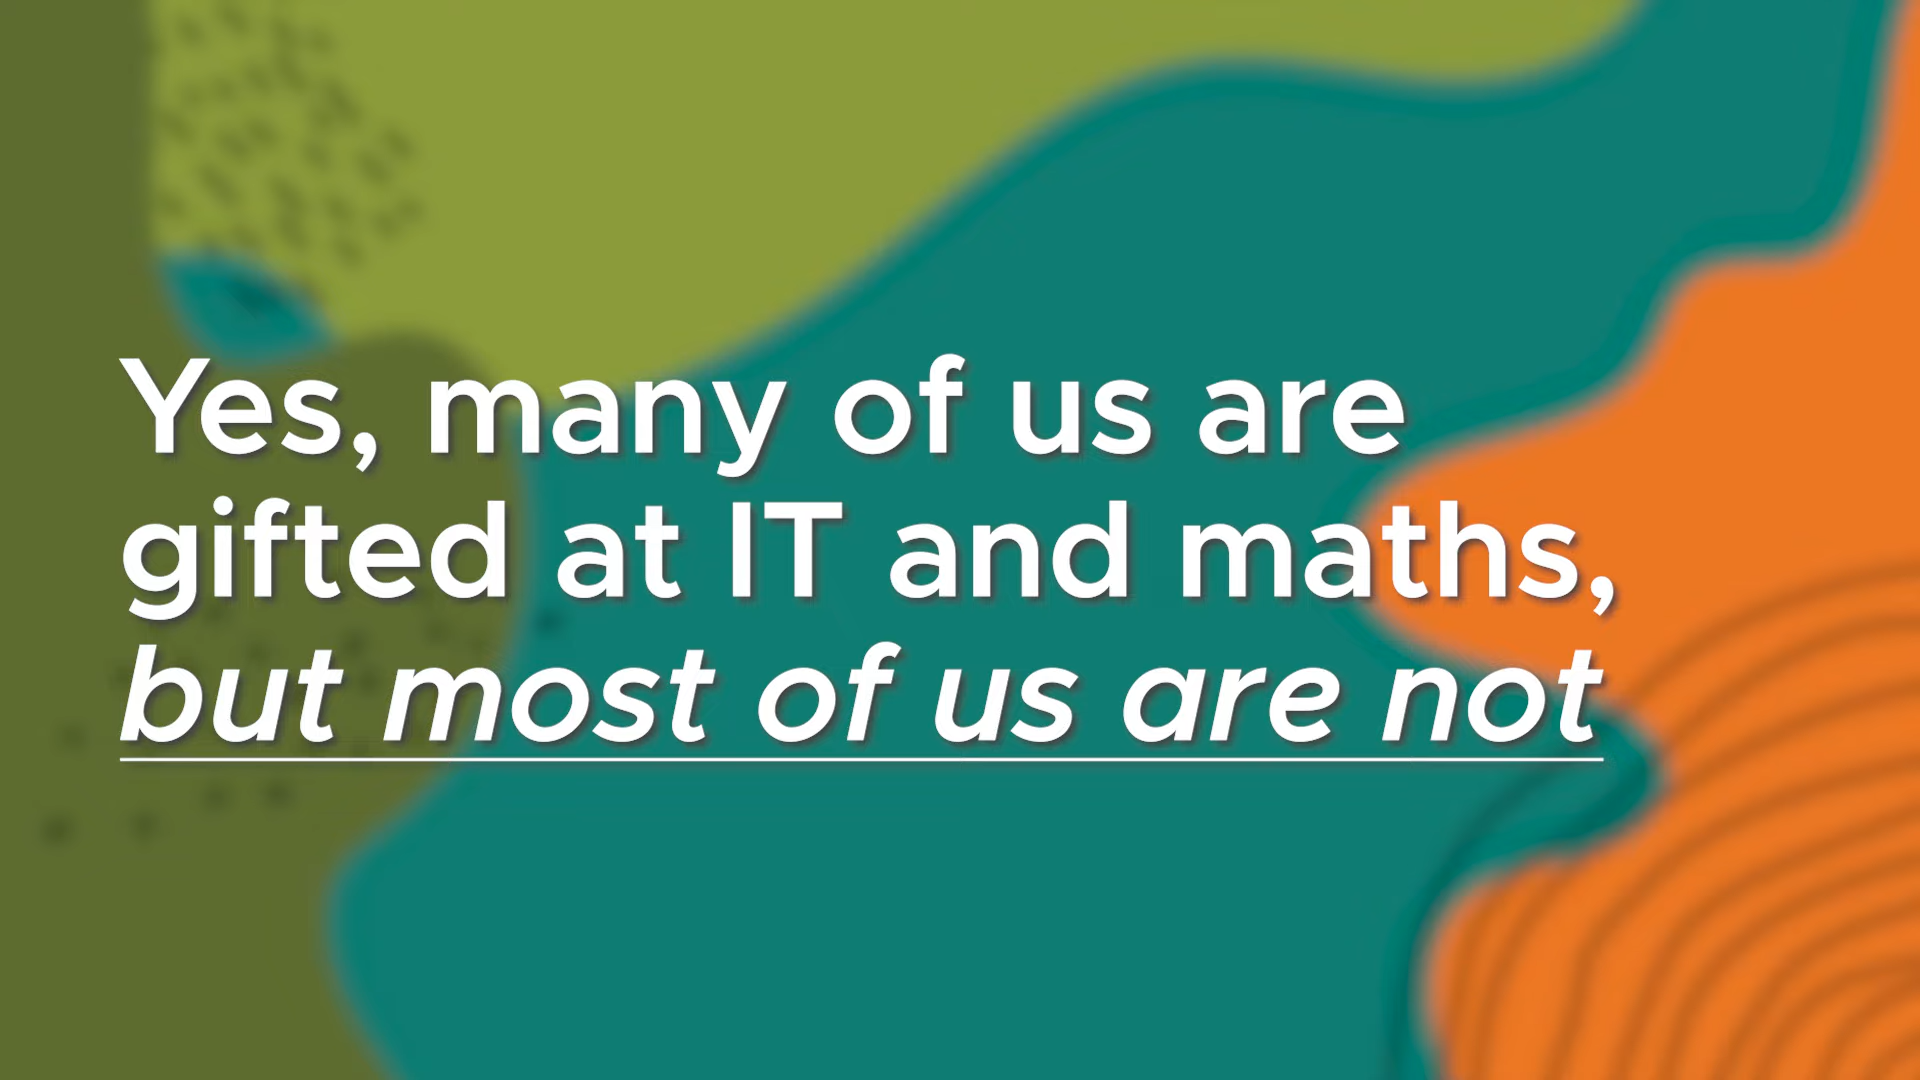 Yes, many of us are
gifted at IT and maths,
but most of us are not